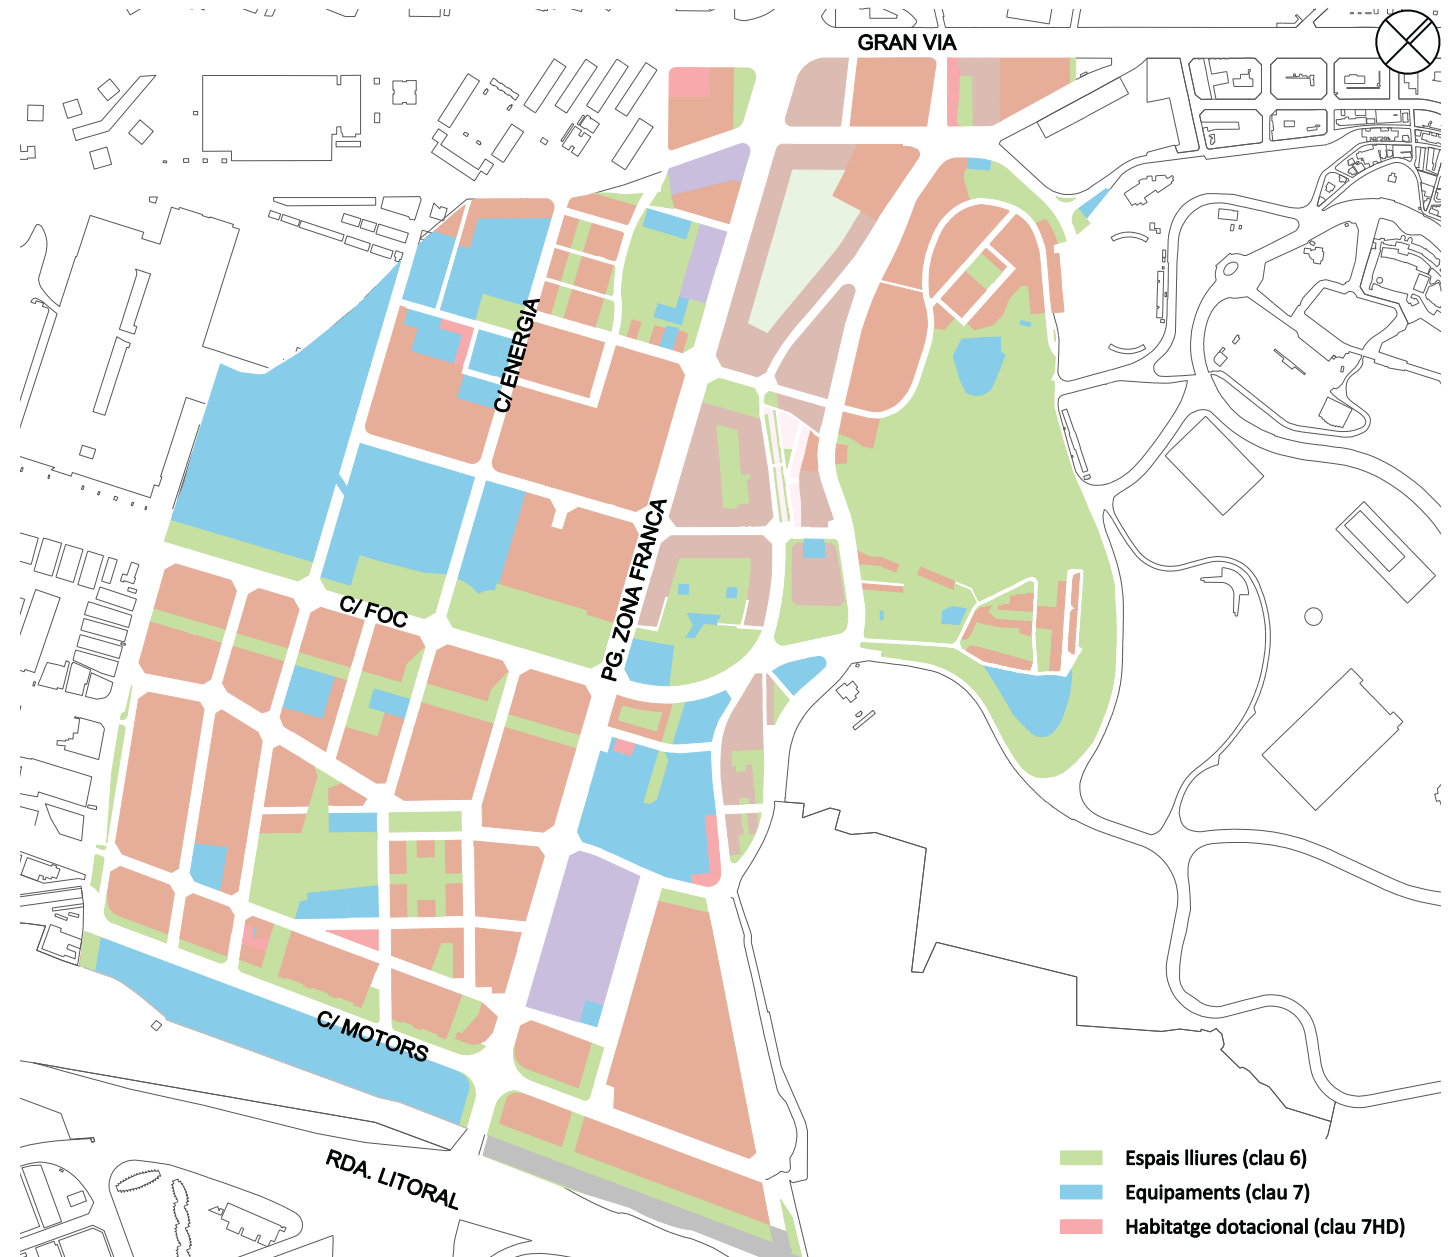 GRAN VIA
C/ ENERGIA
PG. ZONA FRANCA
C/ FOC
C/ MOTORS
RDA. LITORAL
Espais lliures (clau 6)
Equipaments (clau 7)
Habitatge dotacional (clau 7HD)